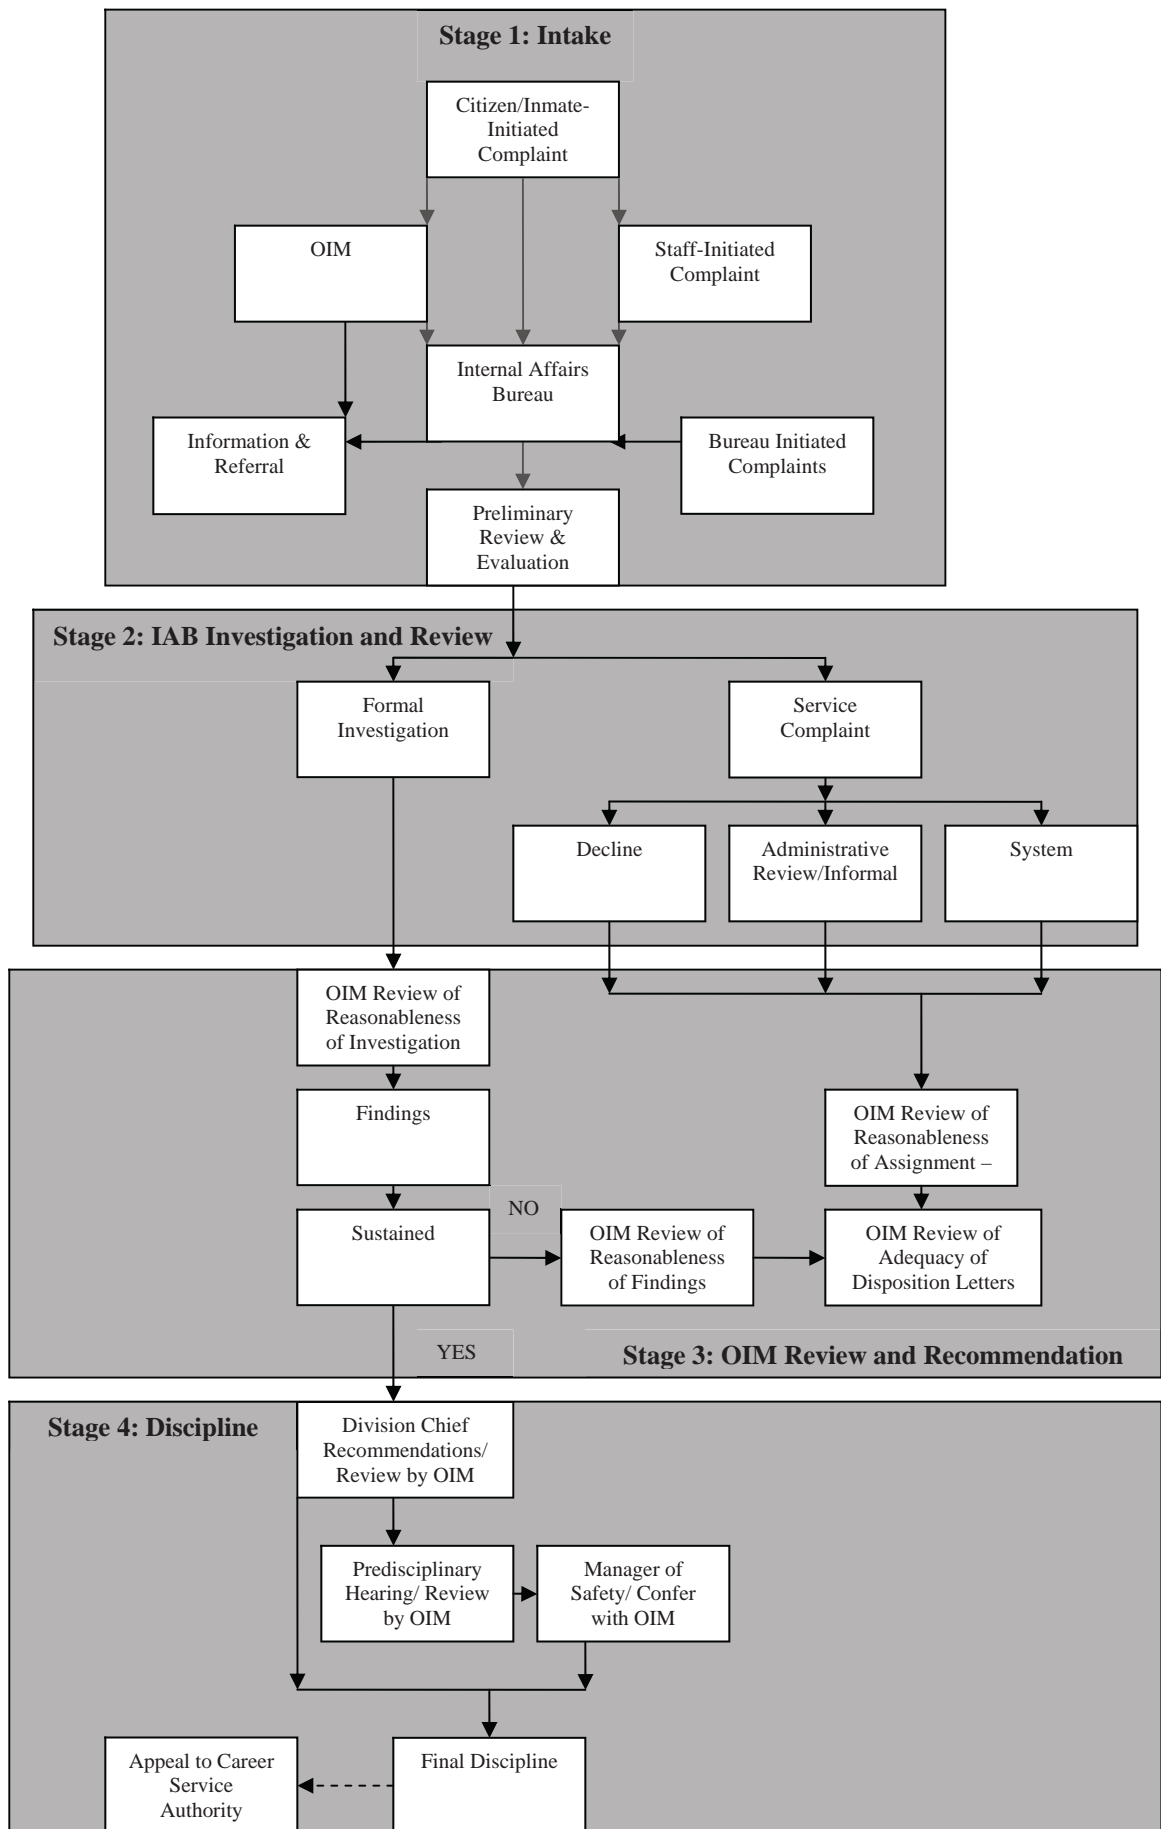 Stage 1: Intake
Citizen/Inmate-
Initiated
Complaint
OIM
Staff-Initiated
Complaint
Internal Affairs
Bureau
Information &
Referral
Bureau Initiated
Complaints
Preliminary
Review &
Evaluation
Stage 2: IAB Investigation and Review
Formal
Investigation
Service
Complaint
Decline
Administrative
Review/Informal
System
OIM Review of
Reasonableness
of Investigation
Findings
OIM Review of
Reasonableness
of Assignment –
Sustained
NO
OIM Review of
Reasonableness
of Findings
OIM Review of
Adequacy of
Disposition Letters
YES
Stage 3: OIM Review and Recommendation
Stage 4: Discipline
Division Chief
Recommendations/
Review by OIM
Predisciplinary
Hearing/ Review
by OIM
Manager of
Safety/ Confer
with OIM
Appeal to Career
Service
Authority
Final Discipline